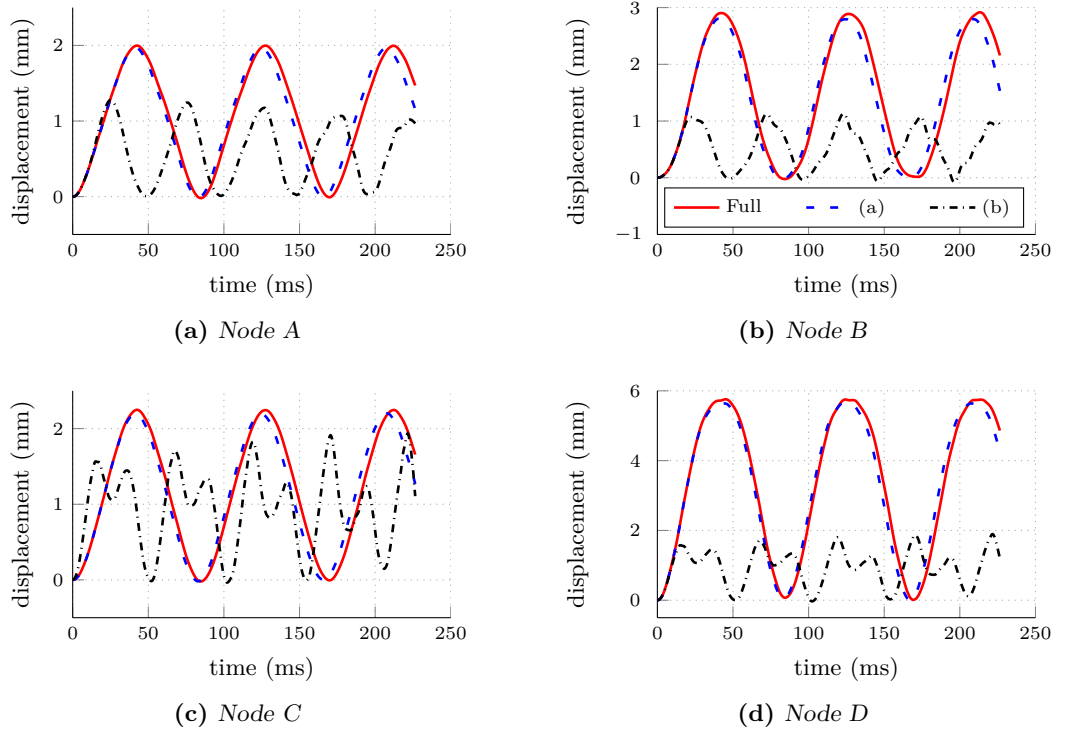 displacement (mm)
2
1
0
0 50 100 150 200 250
time (ms)
(a) Node A
displacement (mm)
3
2
1
0
−1
Full (a) (b)
0 50 100 150 200 250
time (ms)
(b) Node B
displacement (mm)
2
1
0
0 50 100 150 200 250
time (ms)
(c) Node C
displacement (mm)
6
4
2
0
0 50 100 150 200 250
time (ms)
(d) Node D